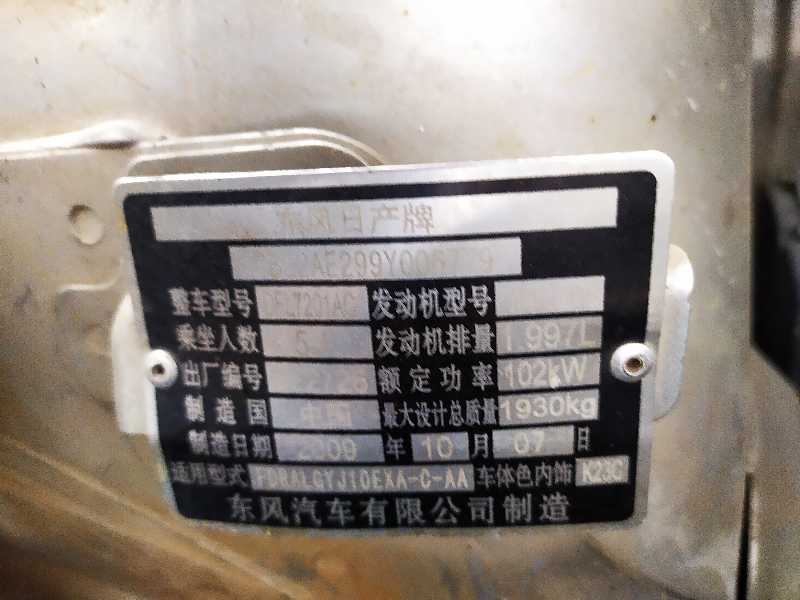 东风日产牌
AE299Y006
整车型号 DFL7201AC 发动机型号
乘坐人数 5 发动机排量 1.997L
出厂编号 额定功率 102kW
制造国 中国 最大设计总质量 1930kg
制造日期 2009 年 10 月 07 日
适用型式 FDRALGYJ10EXA-C-AA 车体色内饰 K23C
东风汽车有限公司制造